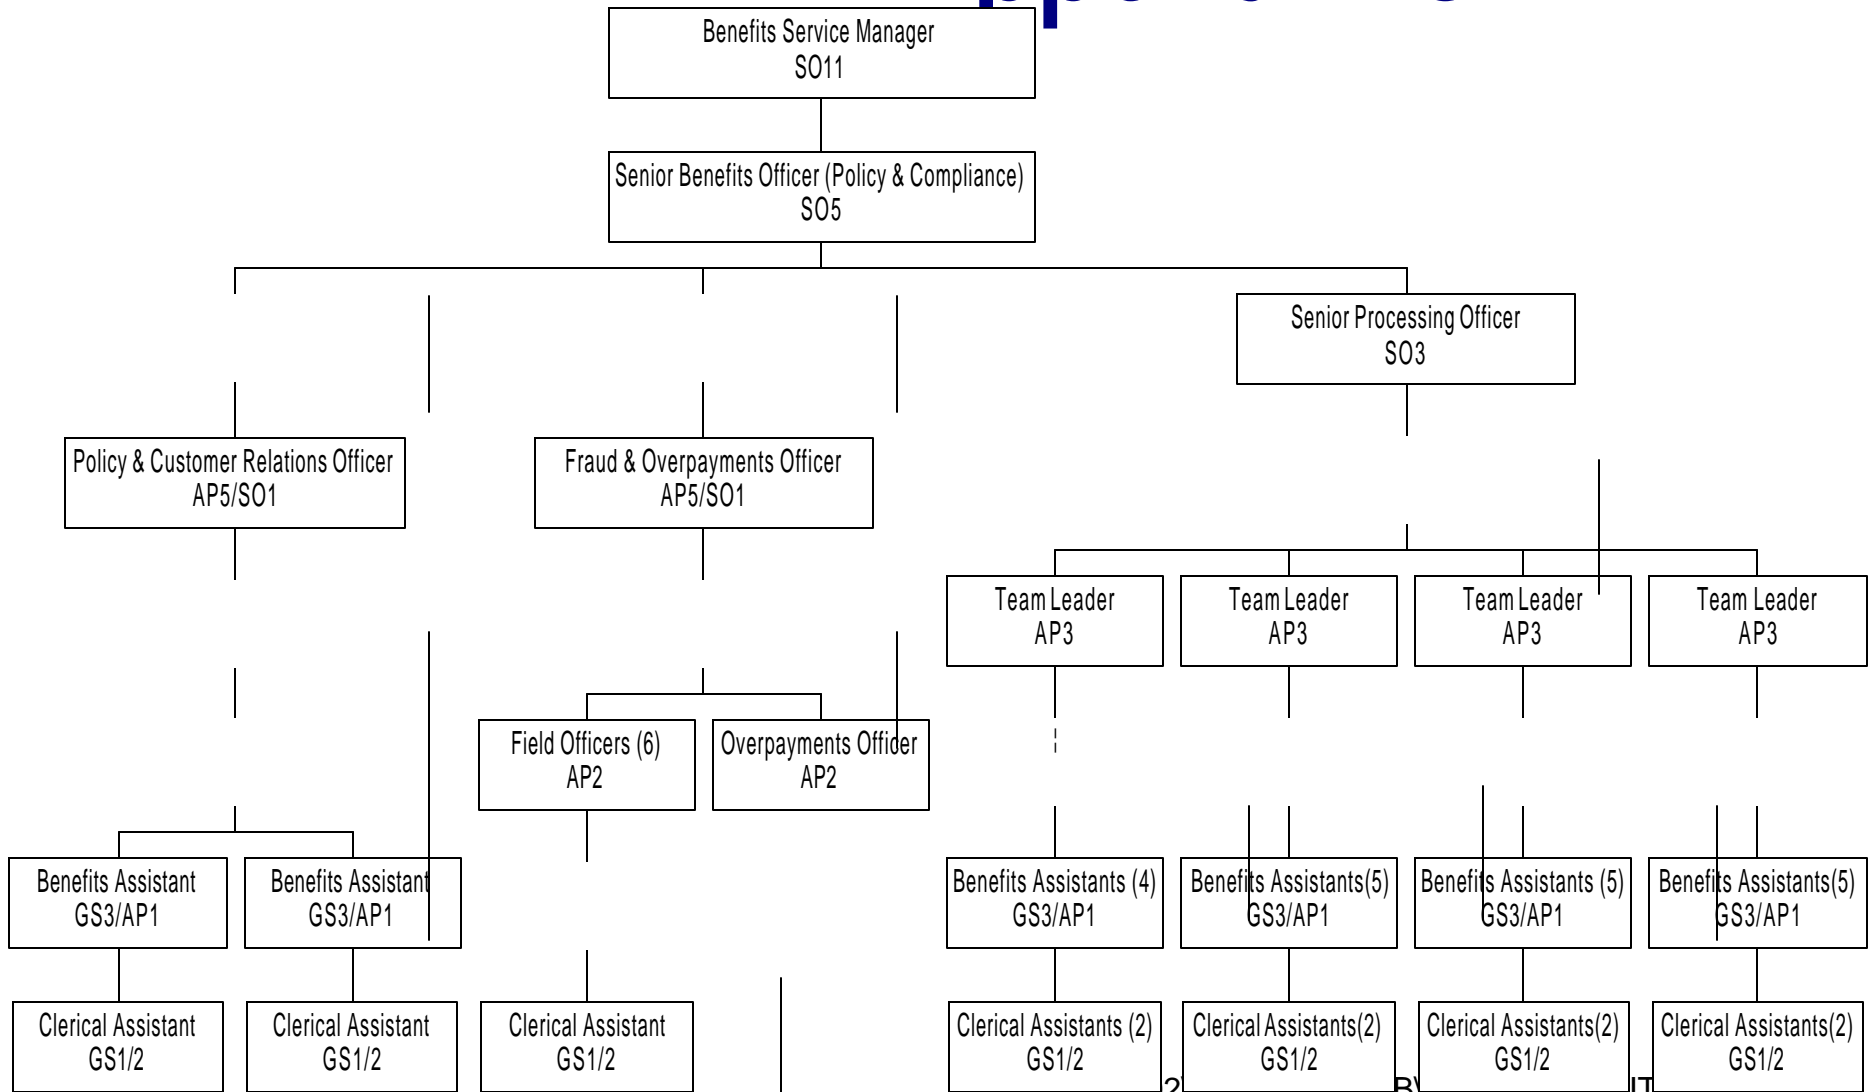 Benefits Service Manager
SO11
Senior Benefits Officer (Policy & Compliance)
SO5
Senior Processing Officer
SO3
Policy & Customer Relations Officer
AP5/SO1
Fraud & Overpayments Officer
AP5/SO1
Team Leader
AP3
Team Leader
AP3
Team Leader
AP3
Team Leader
AP3
Field Officers (6)
AP2
Overpayments Officer
AP2
Benefits Assistant
GS3/AP1
Benefits Assistant
GS3/AP1
Benefits Assistants (4)
GS3/AP1
Benefits Assistants(5)
GS3/AP1
Benefits Assistants (5)
GS3/AP1
Benefits Assistants(5)
GS3/AP1
Clerical Assistant
GS1/2
Clerical Assistant
GS1/2
Clerical Assistant
GS1/2
Clerical Assistants (2)
GS1/2
Clerical Assistants(2)
GS1/2
Clerical Assistants(2)
GS1/2
Clerical Assistants(2)
GS1/2